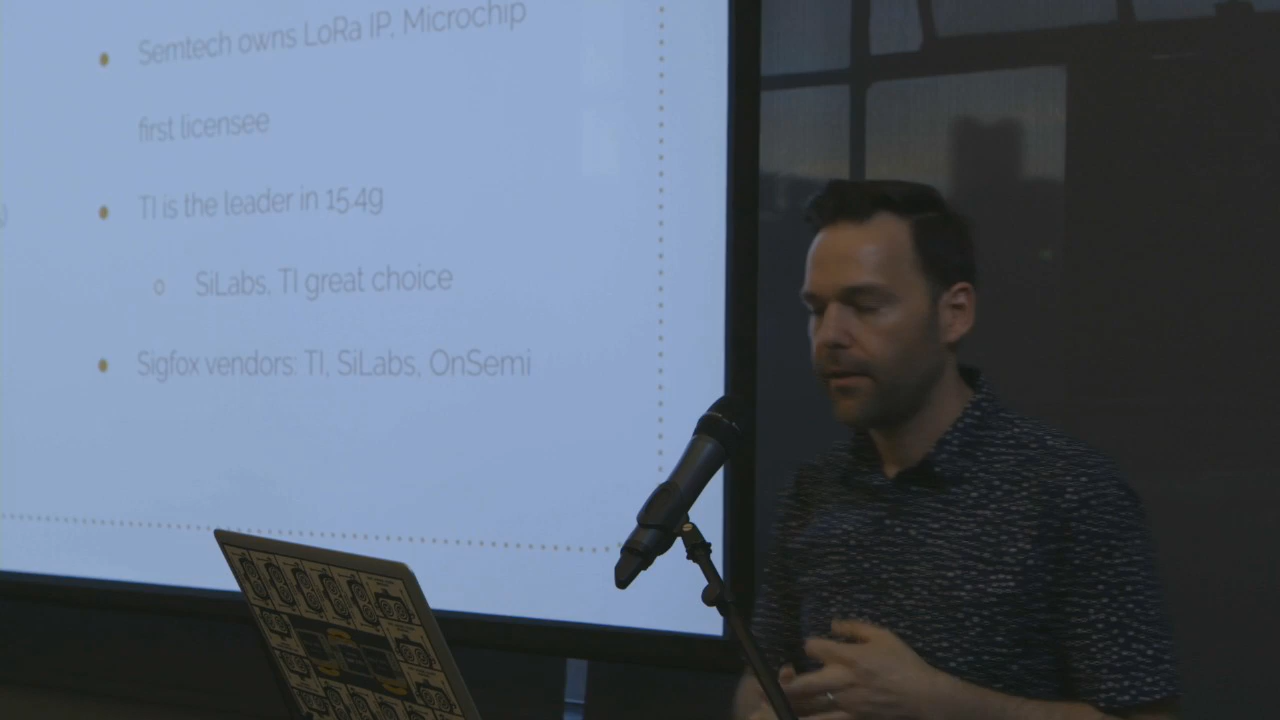 Semtech owns LoRa IP, Microchip
first licensee
TI is the leader in 15.4g
SiLabs, TI great choice
Sigfox vendors: TI, SiLabs, OnSemi